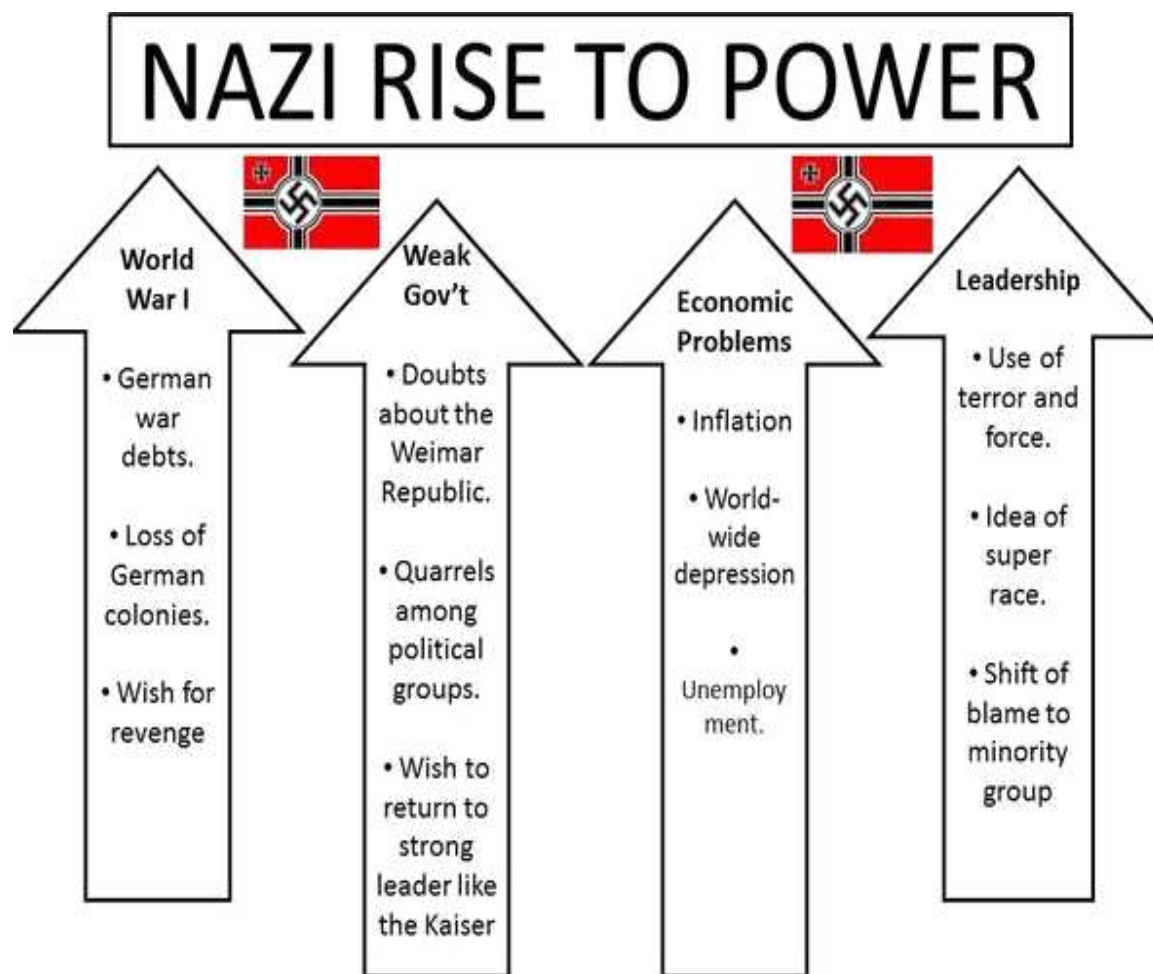 NAZI RISE TO POWER
World
War I
• German
war
debts.
• Loss of
German
colonies.
• Wish for
revenge
Weak
Gov't
• Doubts
about the
Weimar
Republic.
• Quarrels
among
political
groups.
• Wish to
return to
strong
leader like
the Kaiser
Economic
Problems
• Inflation
• World-
wide
depression
•
Unemploy
ment.
Leadership
• Use of
terror and
force.
• Idea of
super
race.
• Shift of
blame to
minority
group